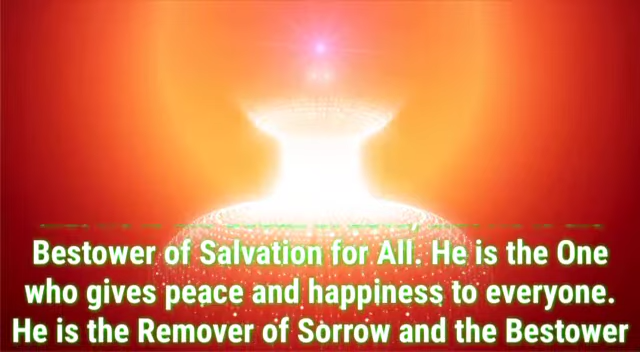 Bestower of Salvation for All. He is the One
who gives peace and happiness to everyone.
He is the Remover of Sorrow and the Bestower